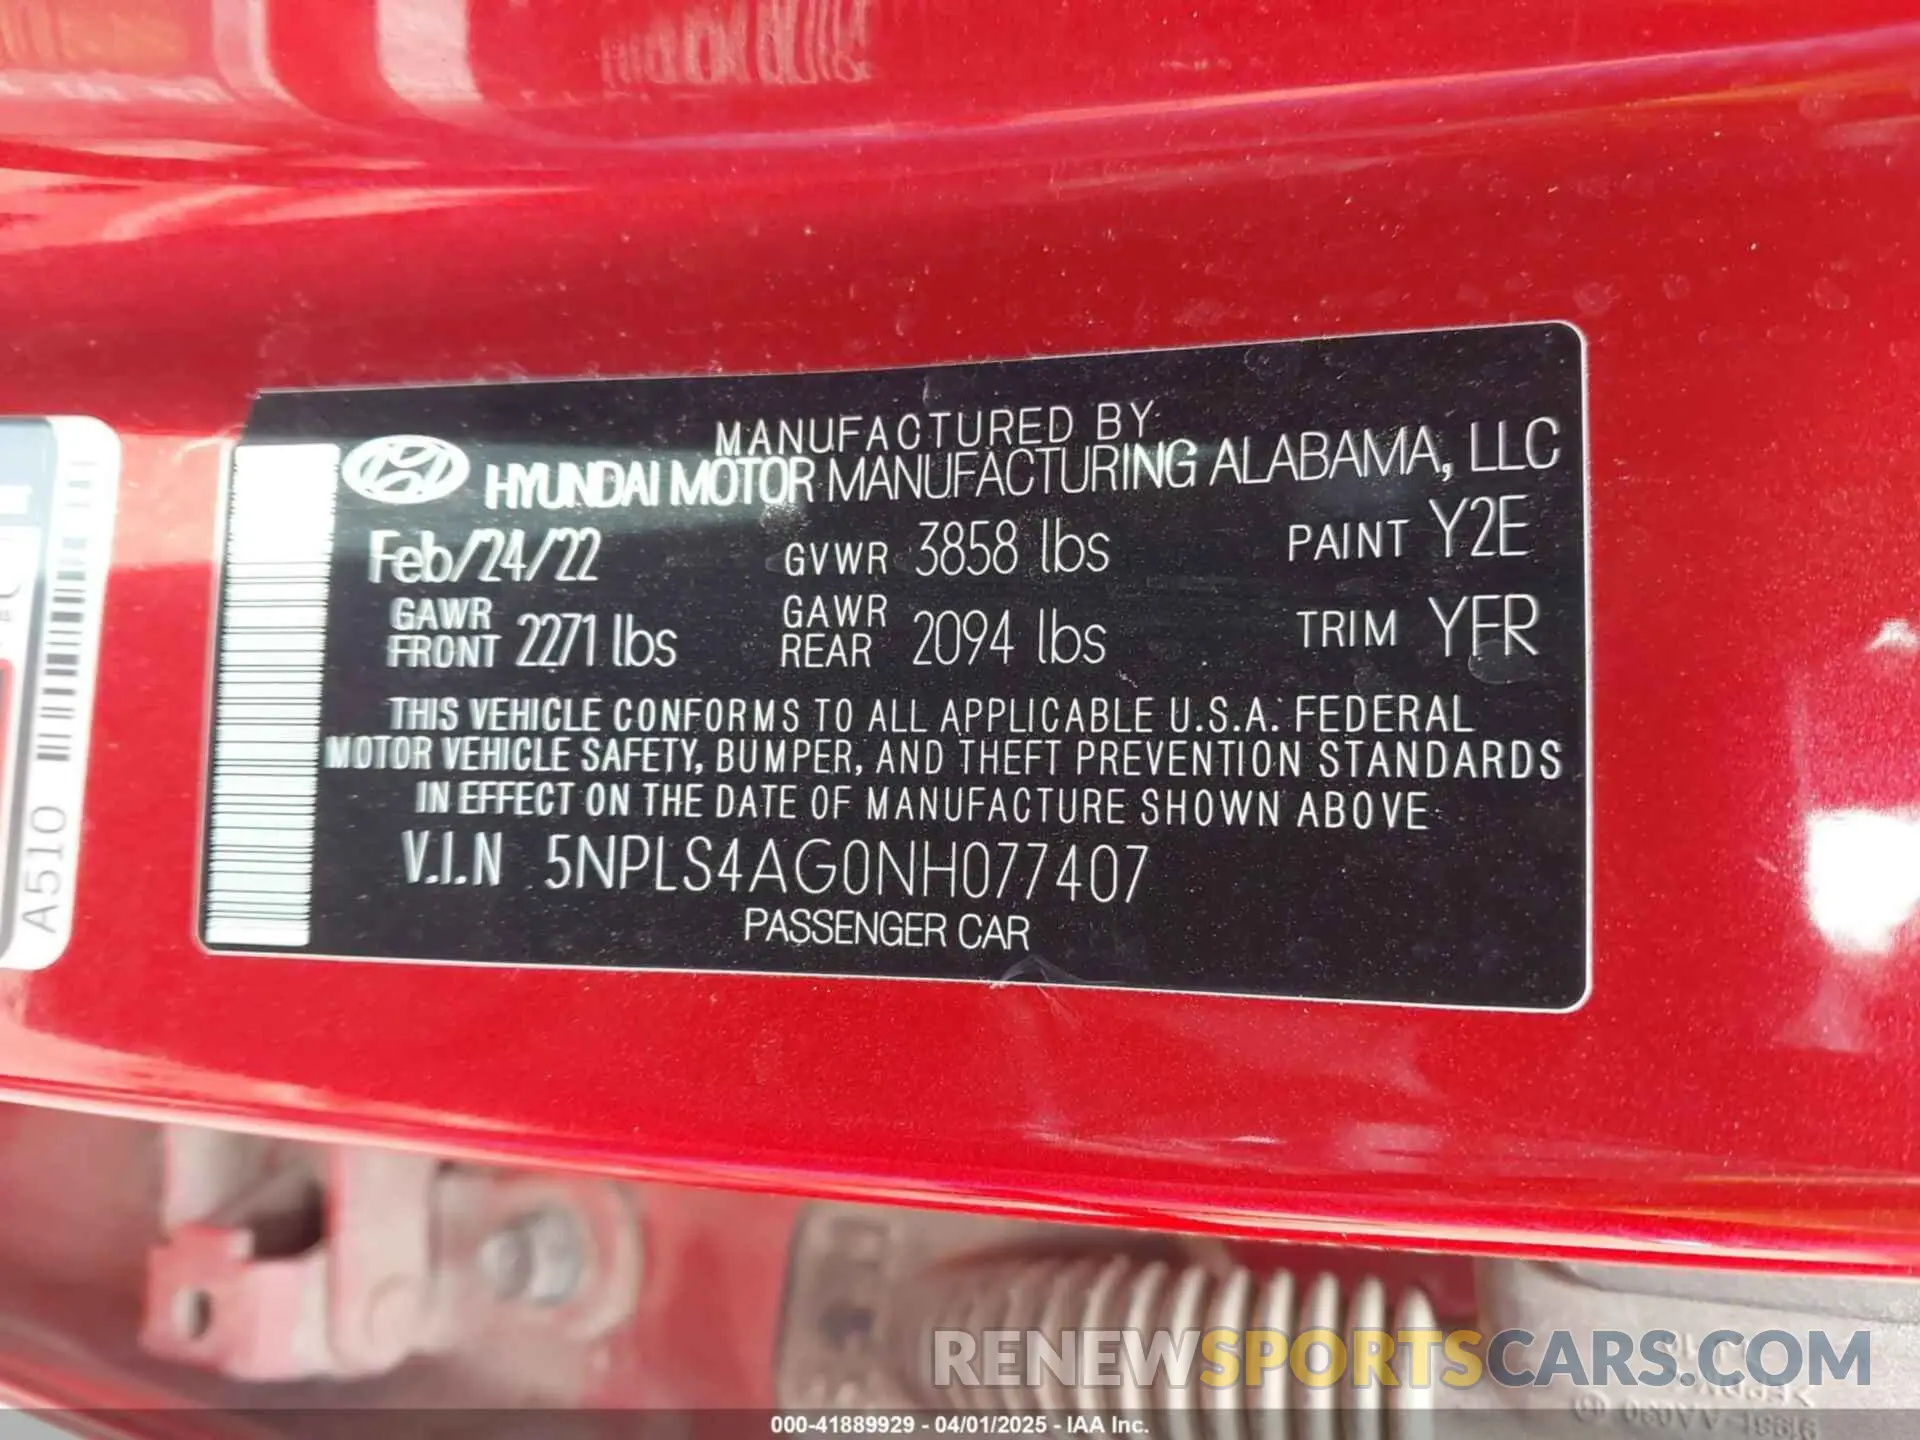 MANUFACTURED BY
HYUNDAI MOTOR MANUFACTURING ALABAMA, LLC
Feb/24/22 GVWR 3858 lbs PAINT Y2E
GAWR FRONT 2271 lbs GAWR REAR 2094 lbs TRIM YFR
THIS VEHICLE CONFORMS TO ALL APPLICABLE U.S.A. FEDERAL
MOTOR VEHICLE SAFETY, BUMPER, AND THEFT PREVENTION STANDARDS
IN EFFECT ON THE DATE OF MANUFACTURE SHOWN ABOVE
V.I.N 5NPLS4AG0NH077407
PASSENGER CAR
A510
RENEWSPORTSCARS.COM
000-41889929 - 04/01/2025 - IAA Inc.